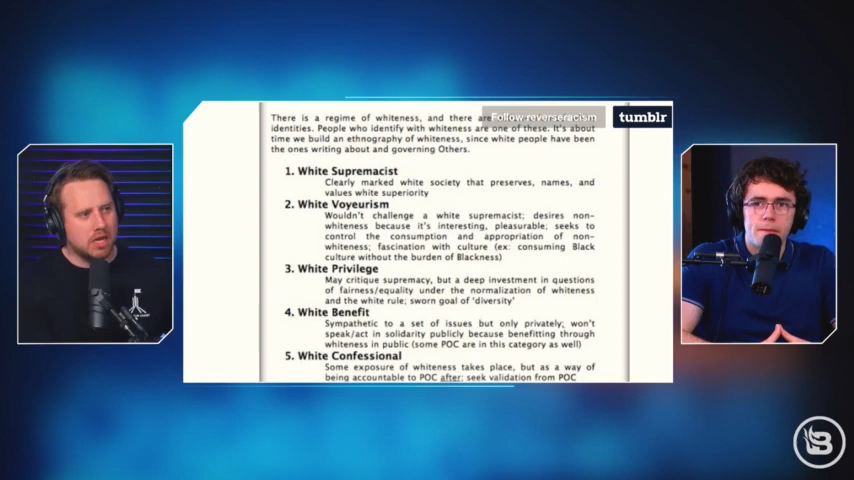 There is a regime of whiteness, and there are
identities. People who identify with whiteness are one of these. It's about
time we build an ethnography of whiteness, since white people have been
the ones writing about and governing Others.
Follow reverseracism
tumblr
1. White Supremacist
Clearly marked white society that preserves, names, and
values white superiority
2. White Voyeurism
Wouldn't challenge a white supremacist; desires non-
whiteness because it's interesting, pleasurable; seeks to
control the consumption and appropriation of non-
whiteness; fascination with culture (ex: consuming Black
culture without the burden of Blackness)
3. White Privilege
May critique supremacy, but a deep investment in questions
of fairness/equality under the normalization of whiteness
and the white rule; sworn goal of 'diversity'
4. White Benefit
Sympathetic to a set of issues but only privately; won't
speak/act in solidarity publicly because benefitting through
whiteness in public (some POC are in this category as well)
5. White Confessional
Some exposure of whiteness takes place, but as a way of
being accountable to POC after; seek validation from POC
B